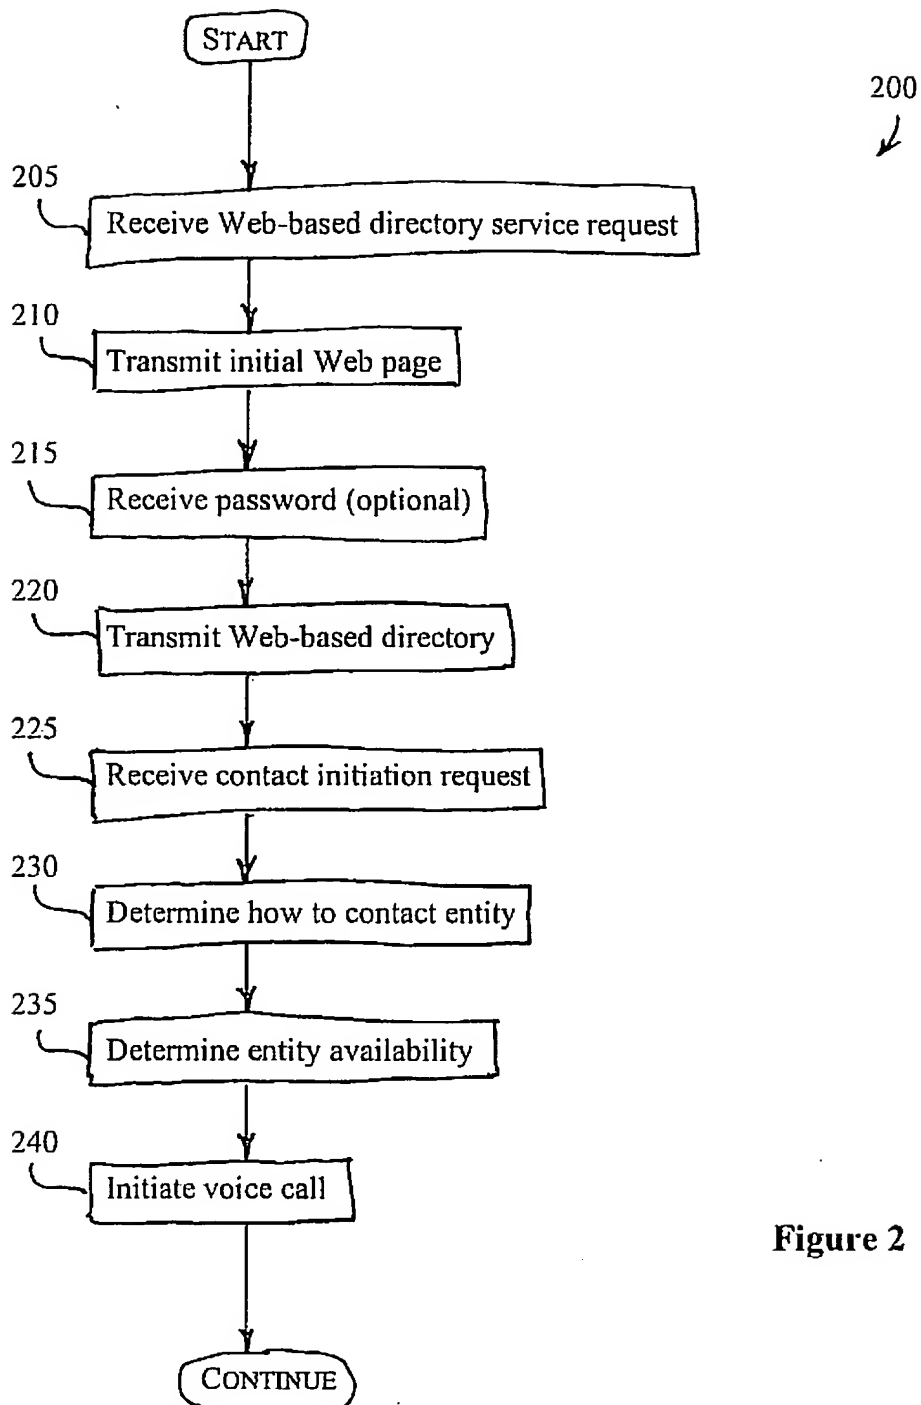 START
200
205
Receive Web-based directory service request
210
Transmit initial Web page
215
Receive password (optional)
220
Transmit Web-based directory
225
Receive contact initiation request
230
Determine how to contact entity
235
Determine entity availability
240
Initiate voice call
Figure 2
CONTINUE